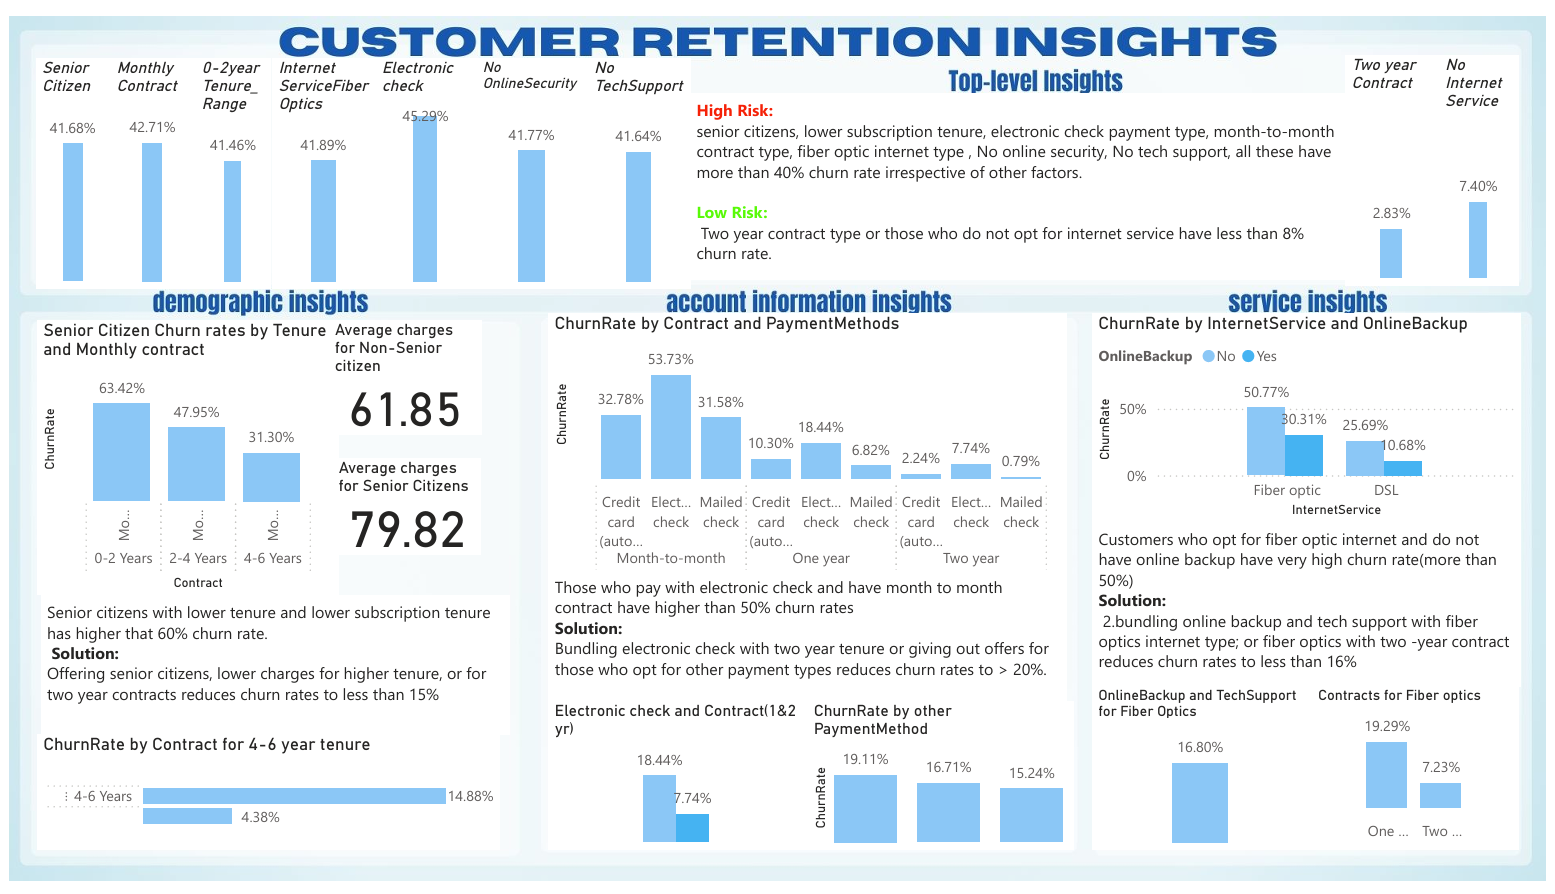 CUSTOMER RETENTION INSIGHTS
Senior
Citizen
41.68%
Monthly
Contract
42.71%
0-2year
Tenure_
Range
41.46%
Internet
ServiceFiber
Optics
41.89%
Electronic
check
45.29%
No
OnlineSecurity
41.77%
No
TechSupport
41.64%
Top-level Insights
High Risk:
senior citizens, lower subscription tenure, electronic check payment type, month-to-month
contract type, fiber optic internet type , No online security, No tech support, all these have
more than 40% churn rate irrespective of other factors.
Low Risk:
Two year contract type or those who do not opt for internet service have less than 8%
churn rate.
Two year
Contract
2.83%
No
Internet
Service
7.40%
demographic insights
Senior Citizen Churn rates by Tenure
and Monthly contract
ChurnRate
63.42%
47.95%
31.30%
Mo...
Mo...
Mo...
0-2 Years
2-4 Years
4-6 Years
Contract
Average charges
for Non-Senior
citizen
61.85
Average charges
for Senior Citizens
79.82
Senior citizens with lower tenure and lower subscription tenure
has higher that 60% churn rate.
Solution:
Offering senior citizens, lower charges for higher tenure, or for
two year contracts reduces churn rates to less than 15%
ChurnRate by Contract for 4-6 year tenure
4-6 Years
14.88%
4.38%
account information insights
ChurnRate by Contract and PaymentMethods
ChurnRate
32.78%
53.73%
31.58%
10.30%
18.44%
6.82%
2.24%
7.74%
0.79%
Credit
card
(auto...
Elect...
check
Mailed
check
Credit
card
(auto...
Elect...
check
Mailed
check
Credit
card
(auto...
Elect...
check
Mailed
check
Month-to-month
One year
Two year
Those who pay with electronic check and have month to month
contract have higher than 50% churn rates
Solution:
Bundling electronic check with two year tenure or giving out offers for
those who opt for other payment types reduces churn rates to > 20%.
Electronic check and Contract(1&2
yr)
18.44%
7.74%
ChurnRate by other
PaymentMethod
ChurnRate
19.11%
16.71%
15.24%
service insights
ChurnRate by InternetService and OnlineBackup
OnlineBackup No Yes
ChurnRate
50%
0%
50.77%
30.31%
25.69%
10.68%
Fiber optic
DSL
InternetService
Customers who opt for fiber optic internet and do not
have online backup have very high churn rate(more than
50%)
Solution:
2.bundling online backup and tech support with fiber
optics internet type; or fiber optics with two -year contract
reduces churn rates to less than 16%
OnlineBackup and TechSupport
for Fiber Optics
16.80%
Contracts for Fiber optics
19.29%
7.23%
One ...
Two ...